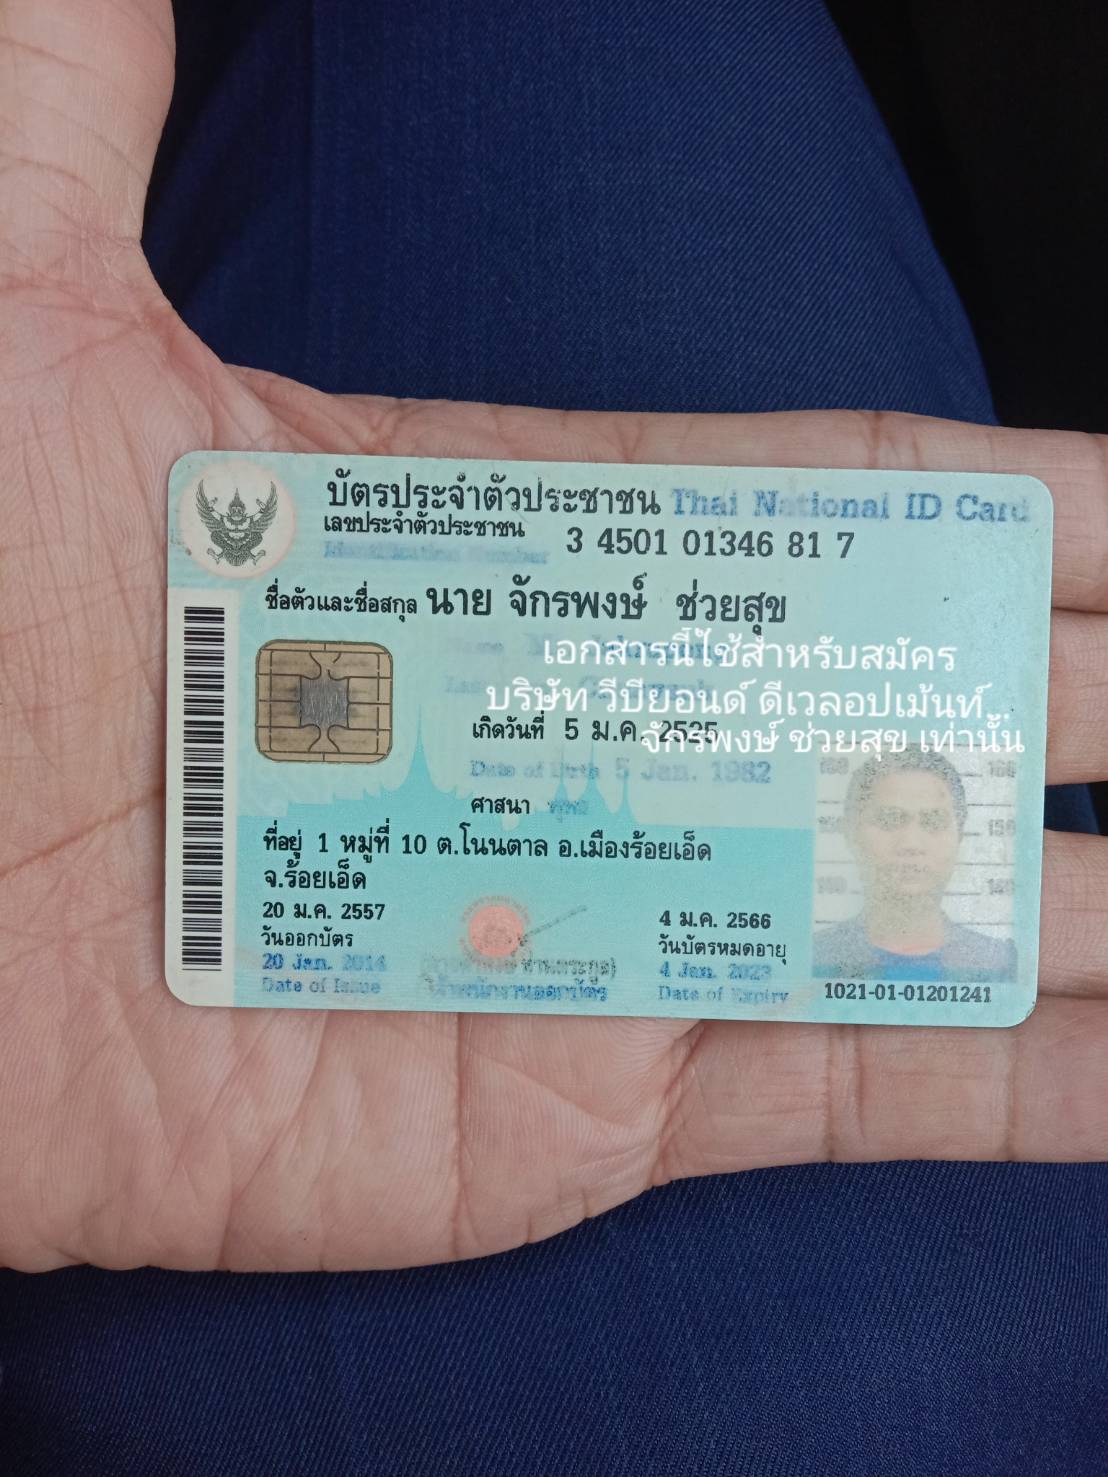 บัตรประจำตัวประชาชน Thai National ID Card
เลขประจำตัวประชาชน 3 4501 01346 81 7
Identification Number
ชื่อตัวและชื่อสกุล นาย จักรพงษ์ ช่วยสุข
เอกสารนี้ใช้สำหรับสมัคร
บริษัท วีบียอนด์ ดีเวลอปเม้นท์..
จักรพงษ์ ช่วยสุข เท่านั้น
เกิดวันที่ 5 ม.ค. 2525
Date of Birth 5 Jan. 1982
ศาสนา พุทธ
ที่อยู่ 1 หมู่ที่ 10 ต.โนนตาล อ.เมืองร้อยเอ็ด
จ.ร้อยเอ็ด
20 ม.ค. 2557
วันออกบัตร
20 Jan. 2014
Date of Issue
เจ้าพนักงานออกบัตร
4 ม.ค. 2566
วันบัตรหมดอายุ
4 Jan. 2023
Date of Expiry
160 160
150
140 140
1021-01-01201241